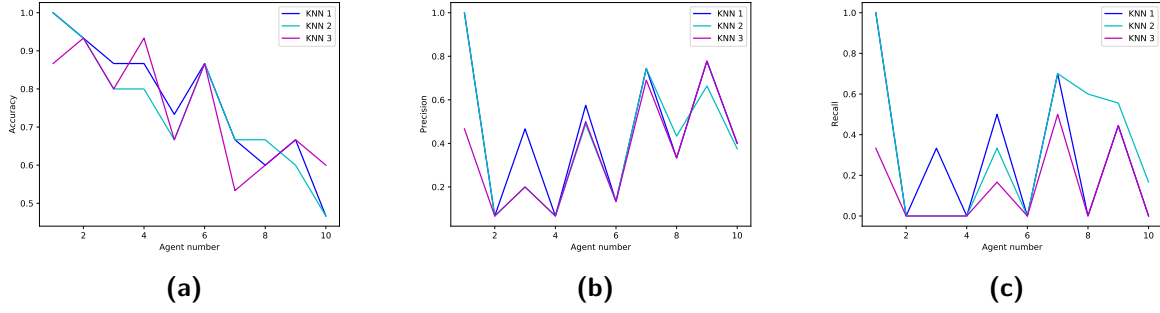 1.0
0.9
0.8
0.7
0.6
0.5
Accuracy
2
4
6
8
10
Agent number
KNN 1
KNN 2
KNN 3
(a)
1.0
0.8
0.6
0.4
0.2
Precision
2
4
6
8
10
Agent number
KNN 1
KNN 2
KNN 3
(b)
1.0
0.8
0.6
0.4
0.2
0.0
Recall
2
4
6
8
10
Agent number
KNN 1
KNN 2
KNN 3
(c)